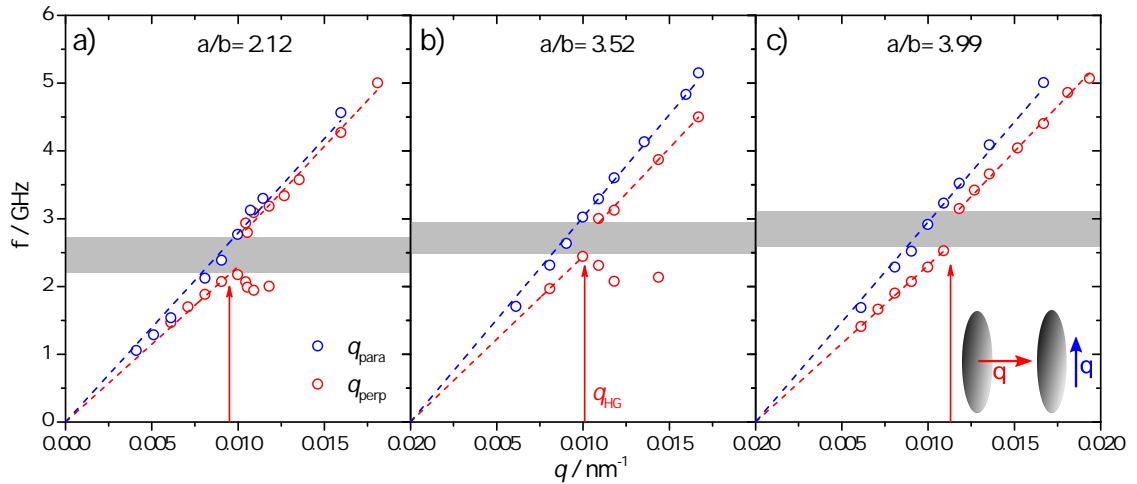 a) a/b= 2.12
b) a/b= 3.52
c) a/b= 3.99
6
5
4
3
2
1
0
f / GHz
q_para
q_perp
q_HG
q
q
0.000 0.005 0.010 0.015 0.020 0.005 0.010 0.015 0.020 0.005 0.010 0.015 0.020
q / nm⁻¹